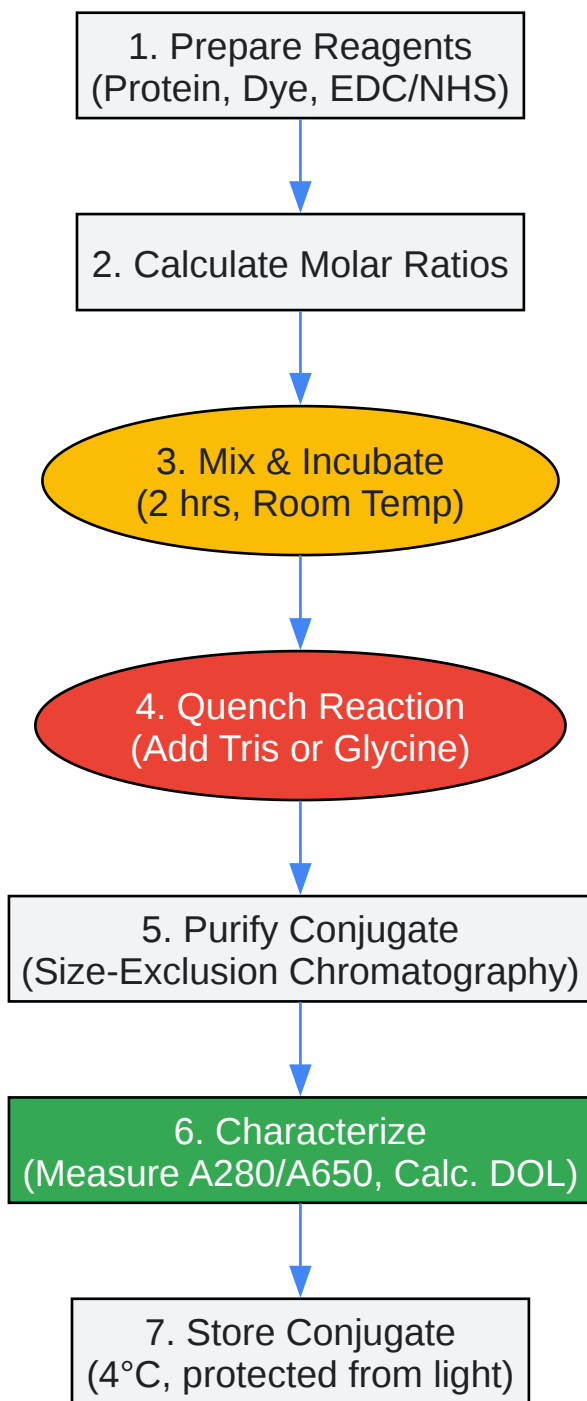 1. Prepare Reagents
(Protein, Dye, EDC/NHS)
2. Calculate Molar Ratios
3. Mix & Incubate
(2 hrs, Room Temp)
4. Quench Reaction
(Add Tris or Glycine)
5. Purify Conjugate
(Size-Exclusion Chromatography)
6. Characterize
(Measure A280/A650, Calc. DOL)
7. Store Conjugate
(4°C, protected from light)